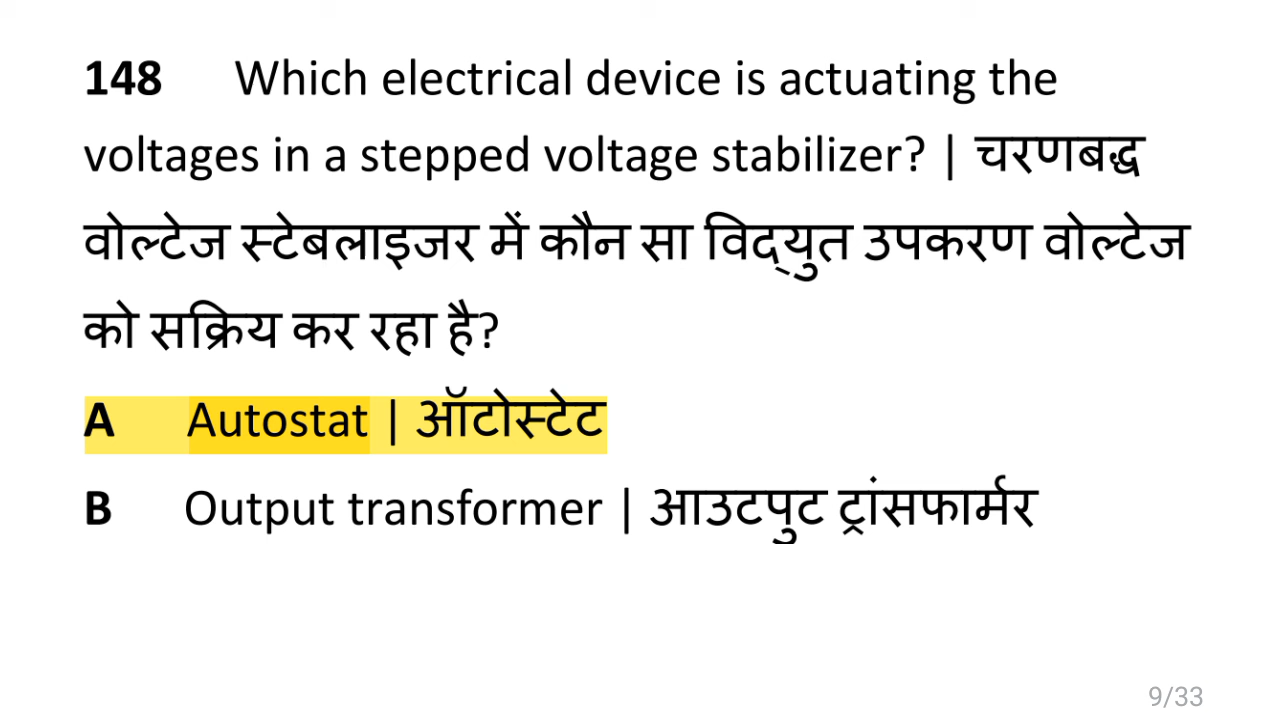 148 Which electrical device is actuating the
voltages in a stepped voltage stabilizer? | चरणबद्ध
वोल्टेज स्टेबलाइजर में कौन सा विद्‌युत उपकरण वोल्टेज
को सक्रिय कर रहा है?
A Autostat | ऑटोस्टेट
B Output transformer | आउटपुट ट्रांसफार्मर
9/33